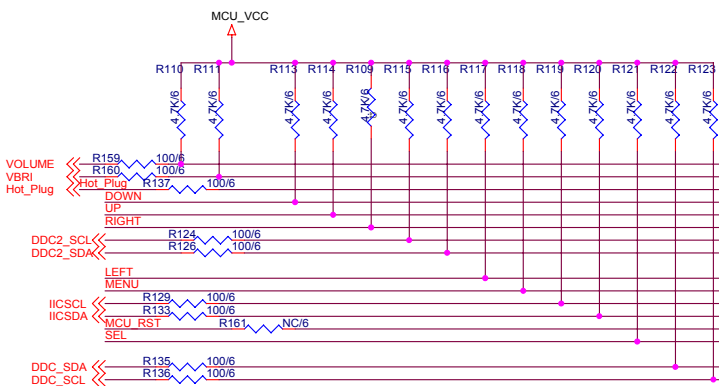 MCU_VCC
R110 R111 R113 R114 R109 R115 R116 R117 R118 R119 R120 R121 R122 R123
4.7K/6 4.7K/6 4.7K/6 4.7K/6 4.7K/6 4.7K/6 4.7K/6 4.7K/6 4.7K/6 4.7K/6 4.7K/6 4.7K/6 4.7K/6 4.7K/6
VOLUME R159 100/6
VBRI R160 100/6
Hot_Plug Hot_Plug R137 100/6
DOWN
UP
RIGHT
DDC2_SCL R124 100/6
DDC2_SDA R126 100/6
LEFT
MENU
IICSCL R129 100/6
IICSDA R133 100/6
MCU_RST R161 NC/6
SEL
DDC_SDA R135 100/6
DDC_SCL R136 100/6